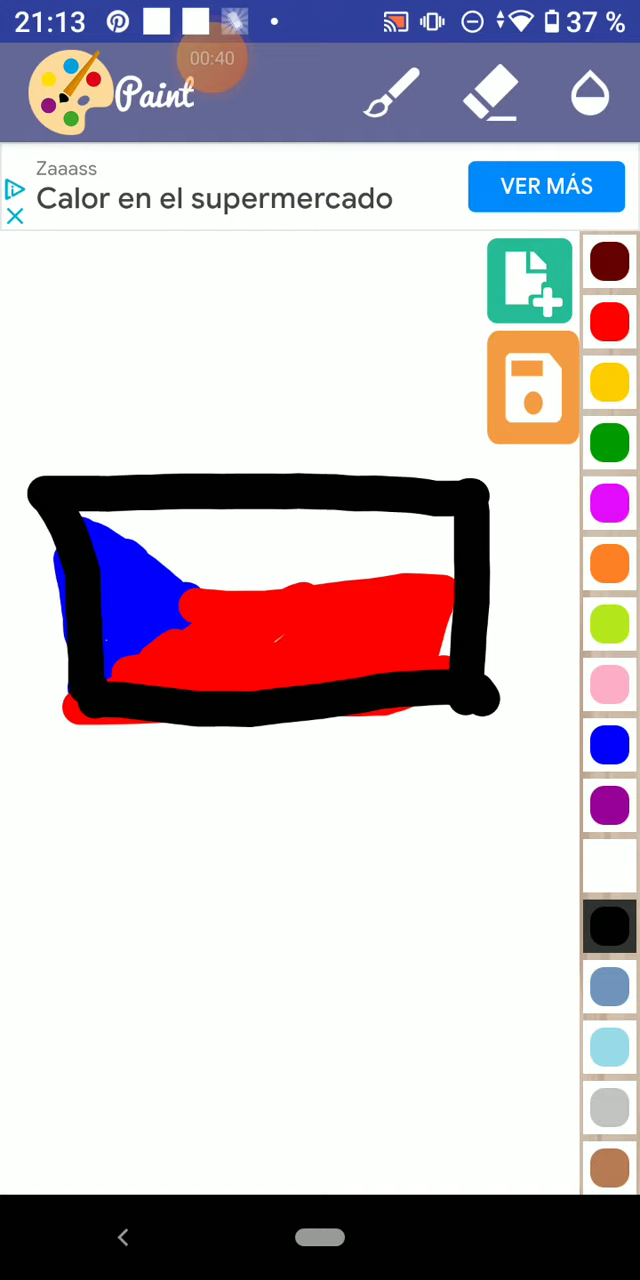 21:13
37 %
00:40
Paint
Zaaass
Calor en el supermercado
VER MÁS